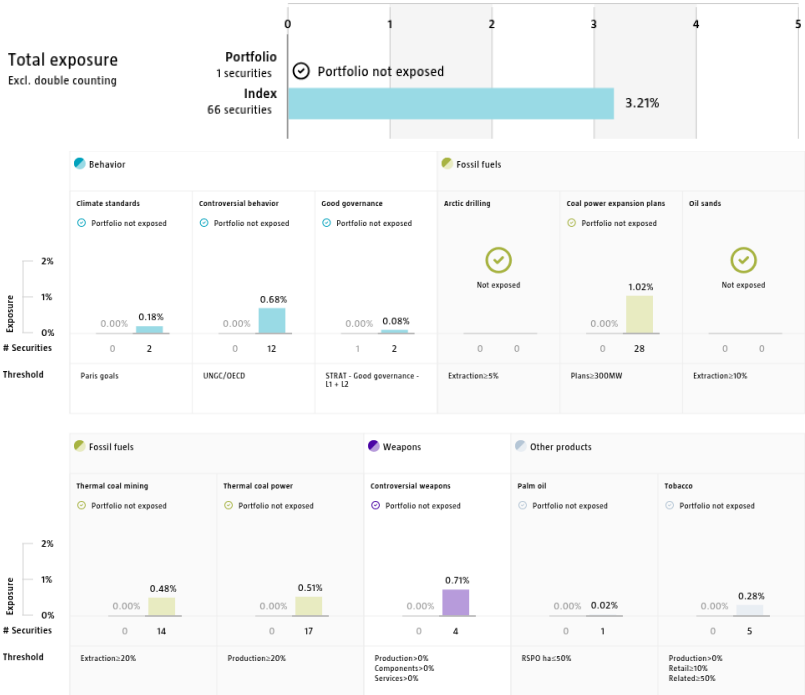 0 1 2 3 4 5
Total exposure
Excl. double counting
Portfolio
1 securities
Portfolio not exposed
Index
66 securities
3.21%
Behavior
Fossil fuels
Climate standards
Controversial behavior
Good governance
Arctic drilling
Coal power expansion plans
Oil sands
Portfolio not exposed
Portfolio not exposed
Portfolio not exposed
Portfolio not exposed
Not exposed
Not exposed
Exposure
2%
1%
0%
0.00% 0.18%
0.00% 0.68%
0.00% 0.08%
0.00% 1.02%
# Securities
0 2
0 12
1 2
0 0
0 28
0 0
Threshold
Paris goals
UNGC/OECD
STRAT - Good governance -
L1 + L2
Extraction≥5%
Plans≥300MW
Extraction≥10%
Fossil fuels
Weapons
Other products
Thermal coal mining
Thermal coal power
Controversial weapons
Palm oil
Tobacco
Portfolio not exposed
Portfolio not exposed
Portfolio not exposed
Portfolio not exposed
Portfolio not exposed
Exposure
2%
1%
0%
0.00% 0.48%
0.00% 0.51%
0.00% 0.71%
0.00% 0.02%
0.00% 0.28%
# Securities
0 14
0 17
0 4
0 1
0 5
Threshold
Extraction≥20%
Production≥20%
Production>0%
Components>0%
Services>0%
RSPO ha≤50%
Production>0%
Retail≥10%
Related≥50%